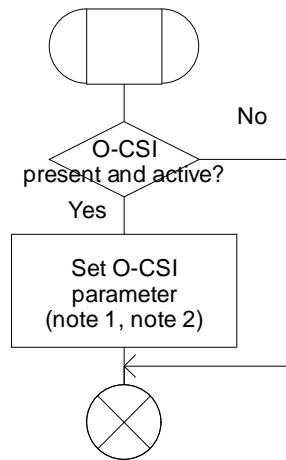 No
O-CSI
present and active?
Yes
Set O-CSI
parameter
(note 1, note 2)